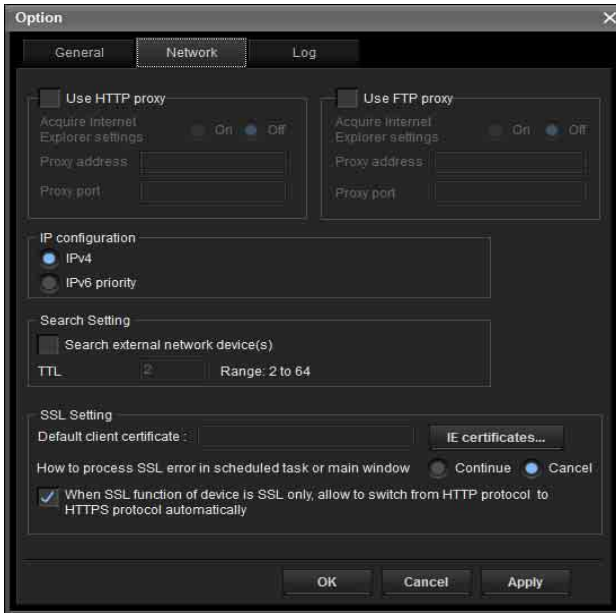 Option
General
Network
Log
Use HTTP proxy
Acquire Internet
Explorer settings
On
Off
Proxy address
Proxy port
Use FTP proxy
Acquire Internet
Explorer settings
On
Off
Proxy address
Proxy port
IP configuration
IPv4
IPv6 priority
Search Setting
Search external network device(s)
TTL
2
Range: 2 to 64
SSL Setting
Default client certificate :
IE certificates...
How to process SSL error in scheduled task or main window
Continue
Cancel
When SSL function of device is SSL only, allow to switch from HTTP protocol to
HTTPS protocol automatically
OK
Cancel
Apply